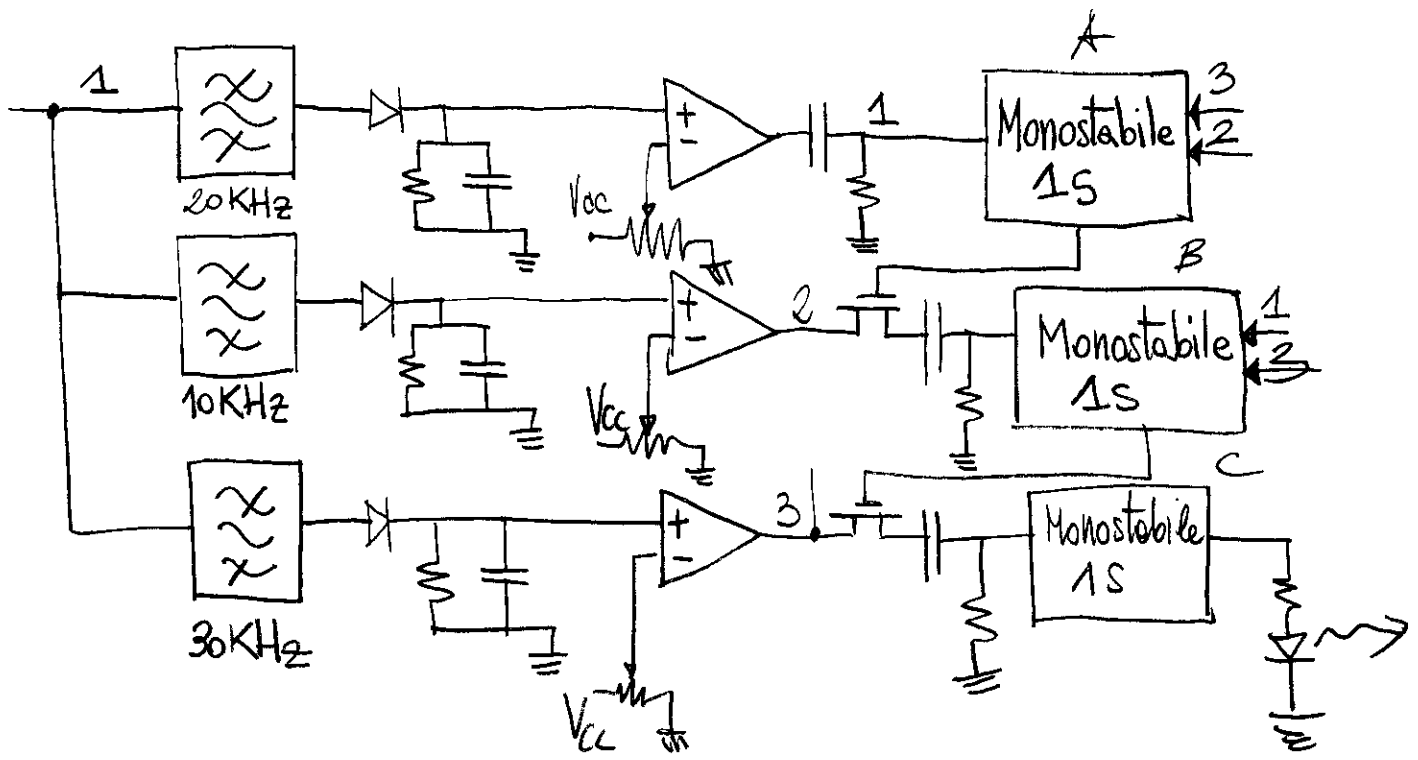 A
1
3
1
2
Monostabile
1S
20KHz
Vcc
+
-
B
2
1
Monostabile
2
1S
+
-
10KHz
Vcc
C
3
Monostabile
1S
+
-
30KHz
Vcc